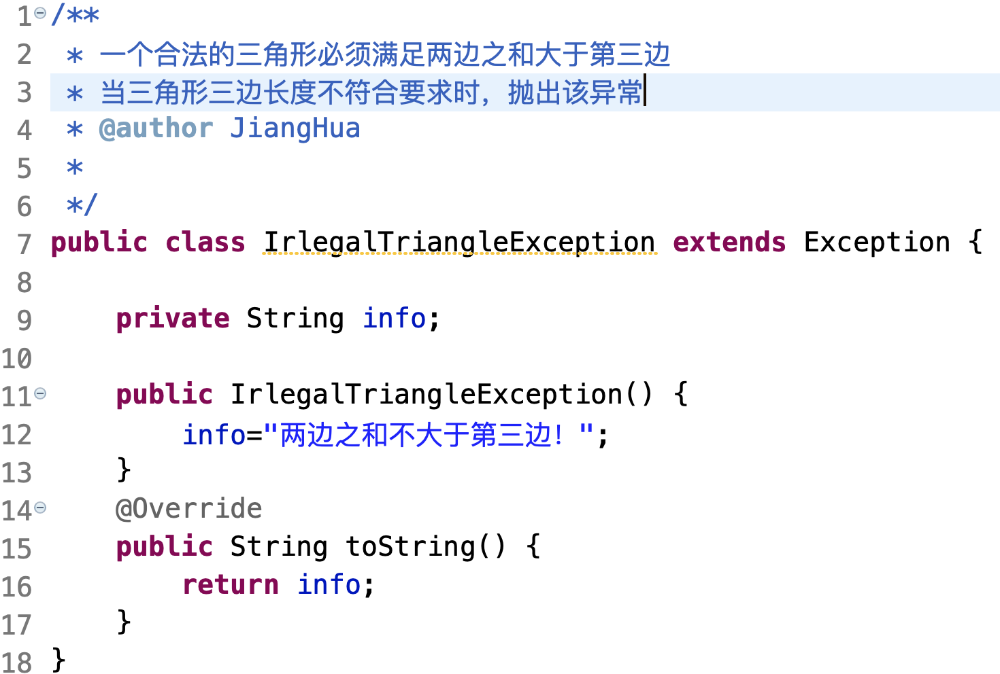 1 /**
2  * 一个合法的三角形必须满足两边之和大于第三边
3  * 当三角形三边长度不符合要求时，抛出该异常
4  * @author JiangHua
5  *
6  */
7 public class IrlegalTriangleException extends Exception {
8
9     private String info;
10
11     public IrlegalTriangleException() {
12         info="两边之和不大于第三边！";
13     }
14     @Override
15     public String toString() {
16         return info;
17     }
18 }